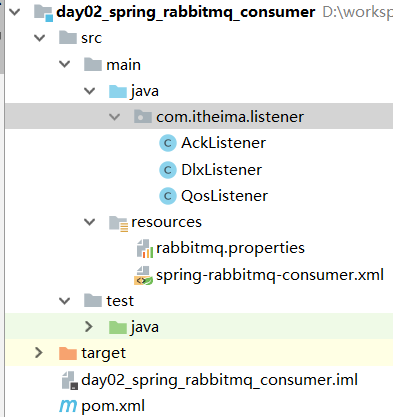 day02_spring_rabbitmq_consumer D:\worksp
src
main
java
com.itheima.listener
AckListener
DlxListener
QosListener
resources
rabbitmq.properties
spring-rabbitmq-consumer.xml
test
java
target
day02_spring_rabbitmq_consumer.iml
pom.xml